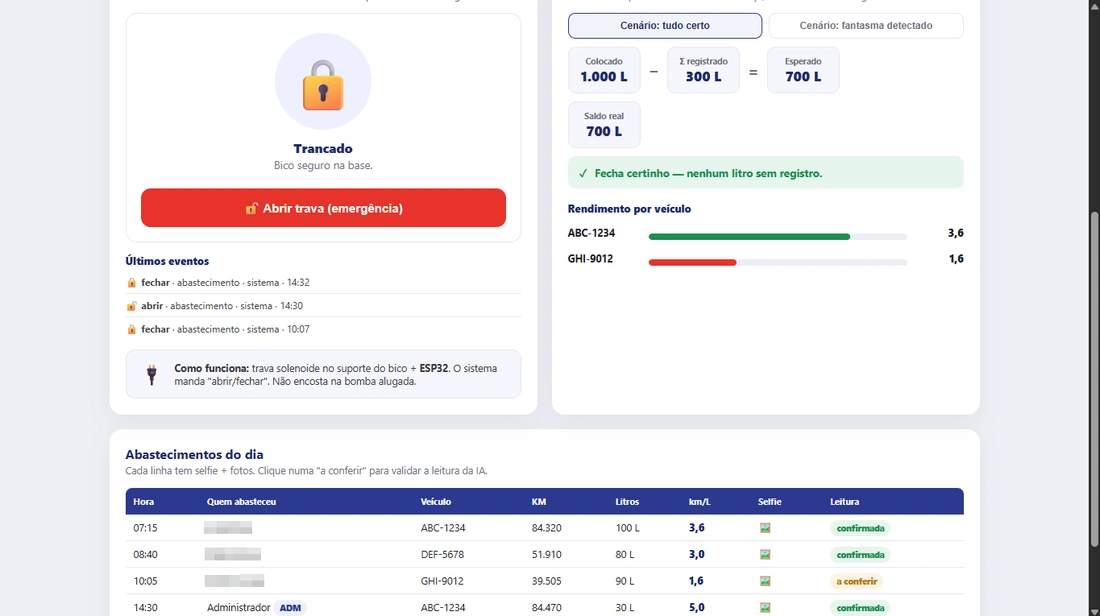 Trancado
Bico seguro na base.
Abrir trava (emergência)
Últimos eventos
fechar · abastecimento · sistema · 14:32
abrir · abastecimento · sistema · 14:30
fechar · abastecimento · sistema · 10:07
Como funciona: trava solenoide no suporte do bico + ESP32. O sistema
manda "abrir/fechar". Não encosta na bomba alugada.
Cenário: tudo certo
Cenário: fantasma detectado
Colocado
1.000 L
–
Σ registrado
300 L
=
Esperado
700 L
Saldo real
700 L
✓ Fecha certinho — nenhum litro sem registro.
Rendimento por veículo
ABC-1234 3,6
GHI-9012 1,6
Abastecimentos do dia
Cada linha tem selfie + fotos. Clique numa "a conferir" para validar a leitura da IA.
Hora Quem abasteceu Veículo KM Litros km/L Selfie Leitura
07:15 ABC-1234 84.320 100 L 3,6 confirmada
08:40 DEF-5678 51.910 80 L 3,0 confirmada
10:05 GHI-9012 39.505 90 L 1,6 a conferir
14:30 Administrador ADM ABC-1234 84.470 30 L 5,0 confirmada